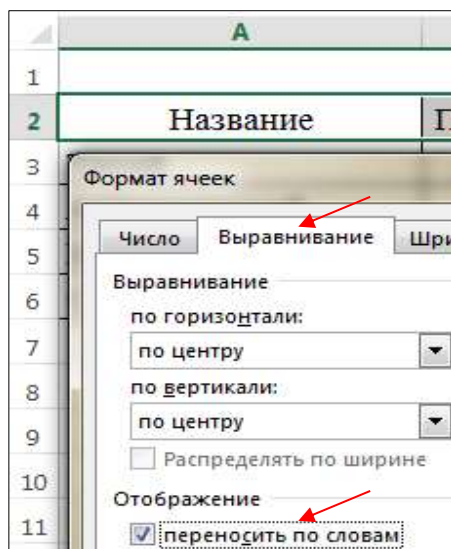 A
1
2 Название П
3
Формат ячеек
4
Число Выравнивание Шри
5
Выравнивание
6
по горизонтали:
7 по центру
по вертикали:
8
по центру
9
Распределять по ширине
10
Отображение
11 переносить по словам